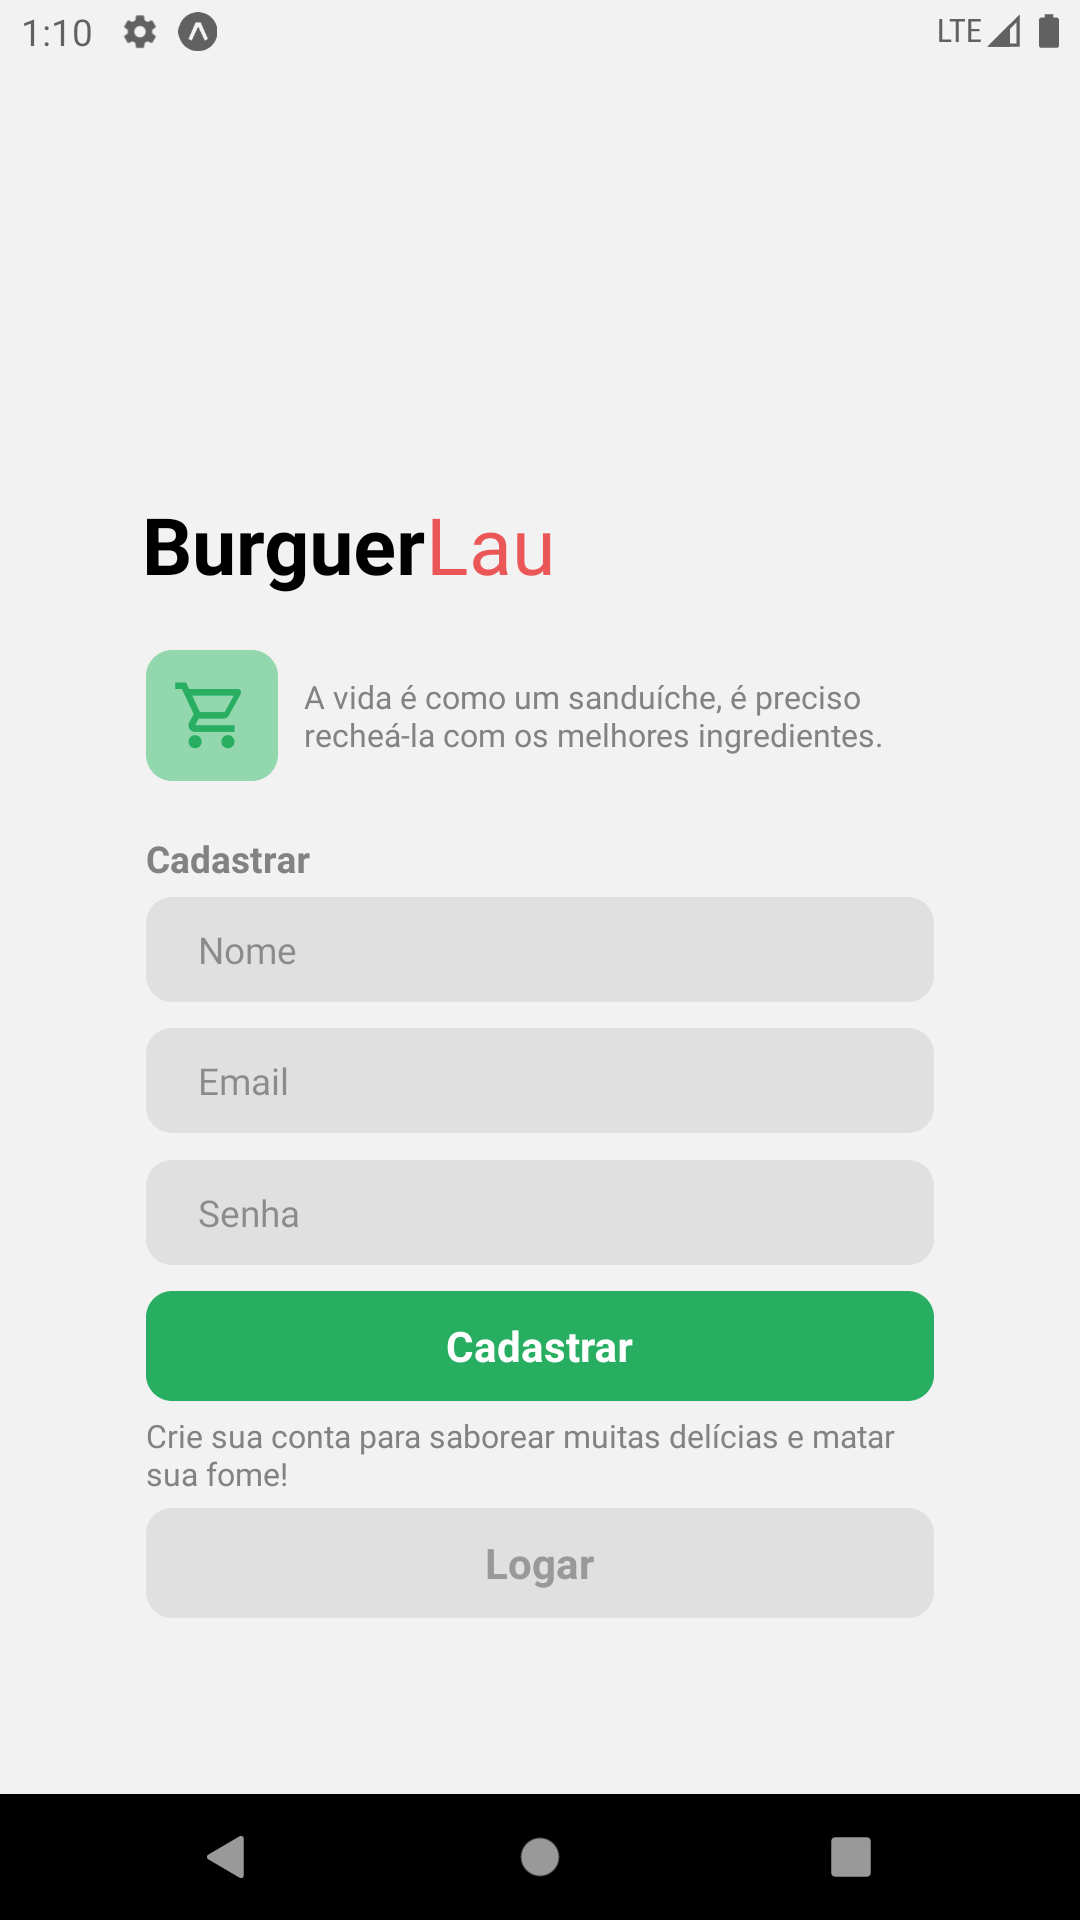 1:10 LTE
BurguerLau
A vida é como um sanduíche, é preciso
recheá-la com os melhores ingredientes.
Cadastrar
Nome
Email
Senha
Cadastrar
Crie sua conta para saborear muitas delícias e matar
sua fome!
Logar